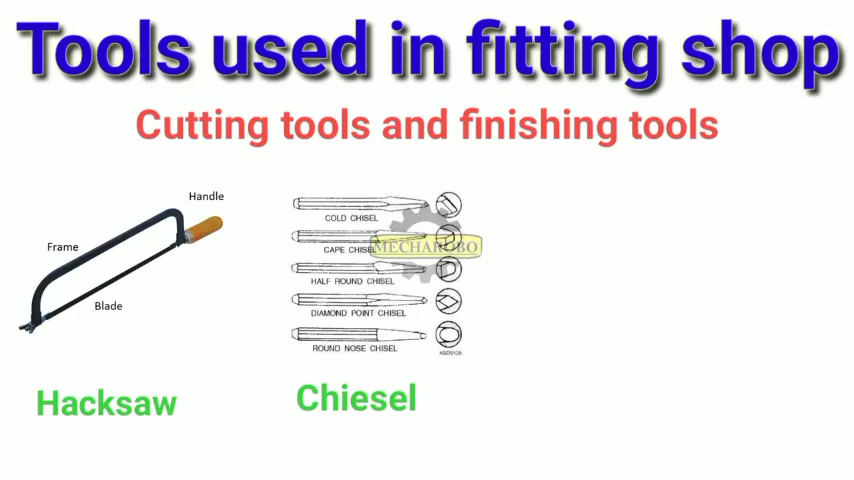 Tools used in fitting shop
Cutting tools and finishing tools
Handle
Frame
Blade
COLD CHISEL
CAPE CHISEL
MECHAROBO
HALF ROUND CHISEL
DIAMOND POINT CHISEL
ROUND NOSE CHISEL
Hacksaw
Chiesel